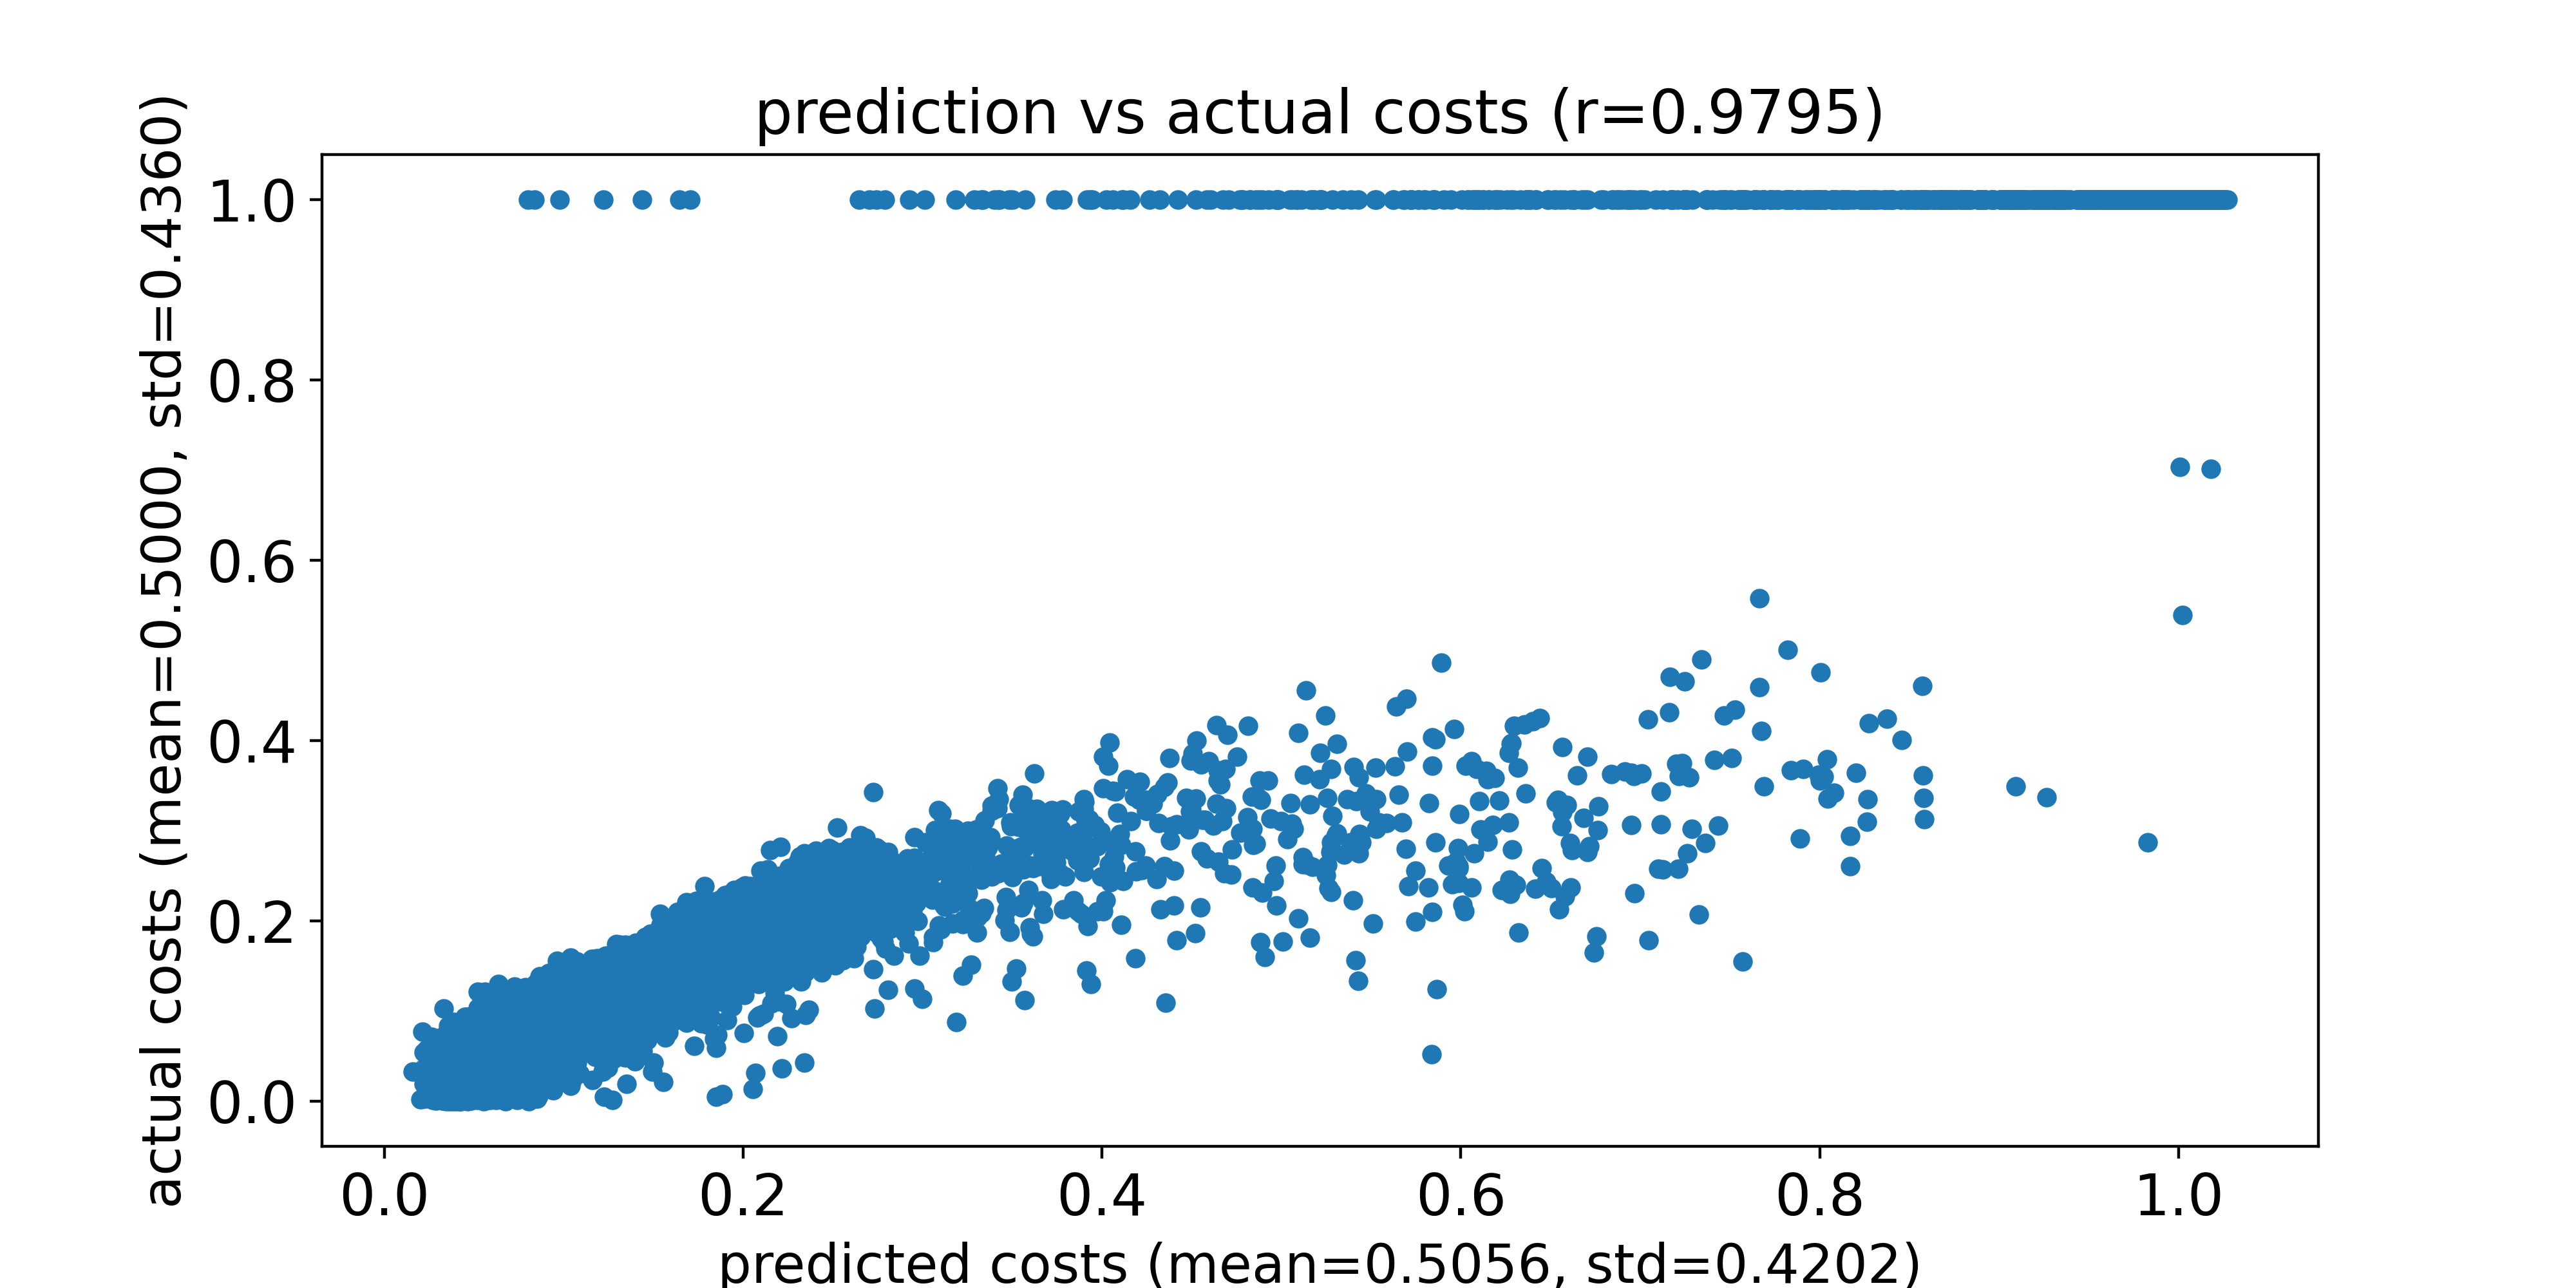 prediction vs actual costs (r=0.9795)
actual costs (mean=0.5000, std=0.4360)
1.0
0.8
0.6
0.4
0.2
0.0
0.0 0.2 0.4 0.6 0.8 1.0
predicted costs (mean=0.5056, std=0.4202)